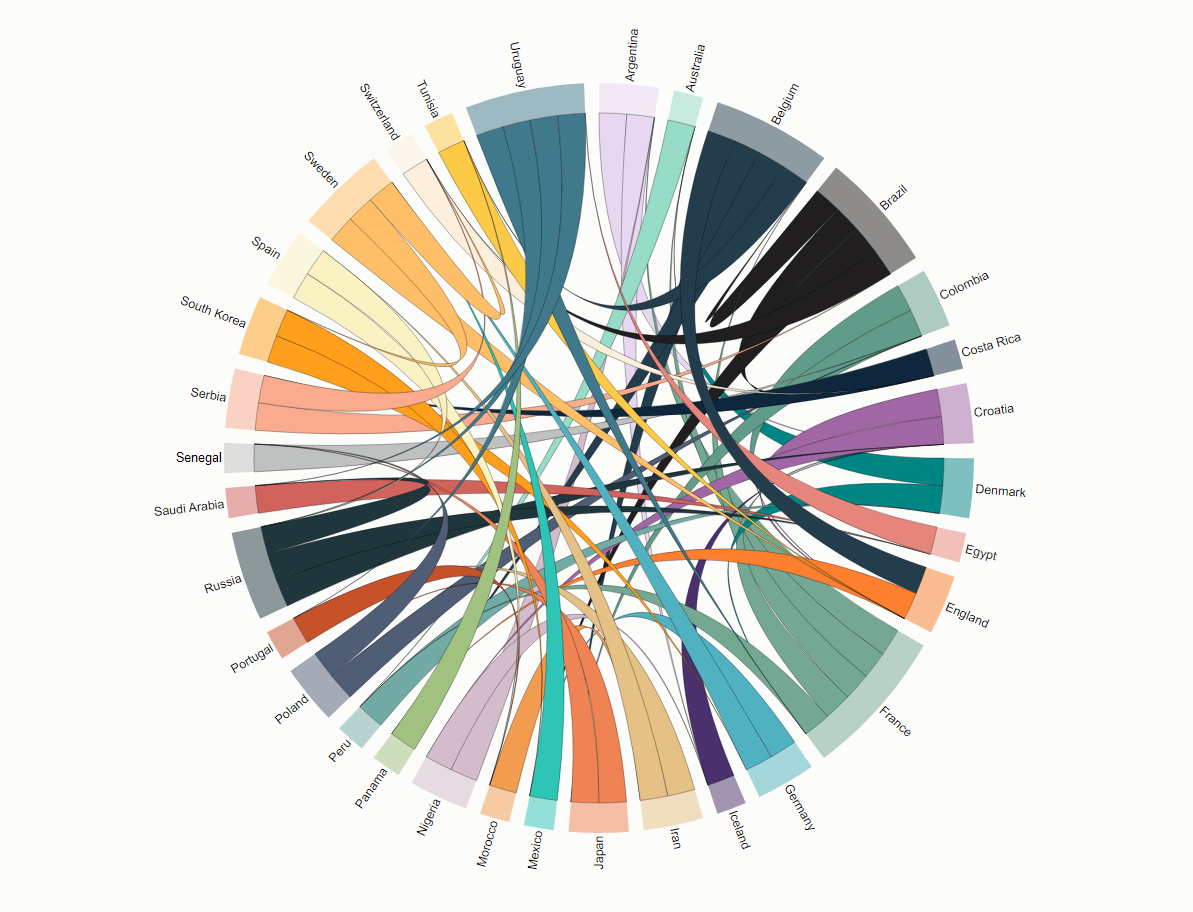 Argentina
Australia
Belgium
Brazil
Colombia
Costa Rica
Croatia
Denmark
Egypt
England
France
Germany
Iceland
Iran
Japan
Mexico
Morocco
Nigeria
Panama
Peru
Poland
Portugal
Russia
Saudi Arabia
Senegal
Serbia
South Korea
Spain
Sweden
Switzerland
Tunisia
Uruguay